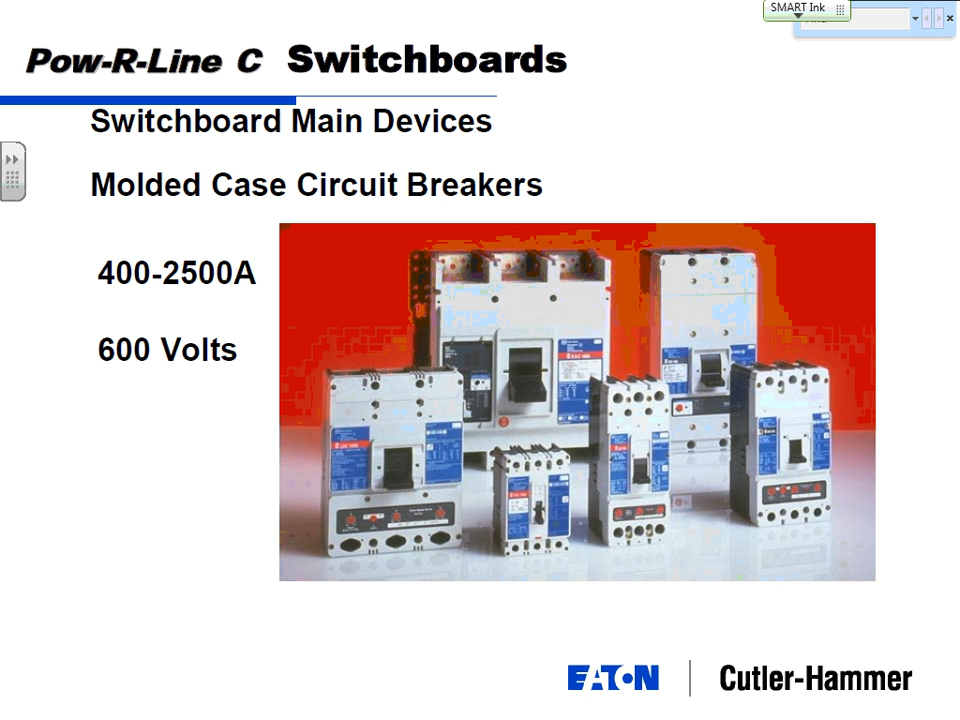 SMART Ink
Pow-R-Line C Switchboards
Switchboard Main Devices
Molded Case Circuit Breakers
400-2500A
600 Volts
EATON
Cutler-Hammer